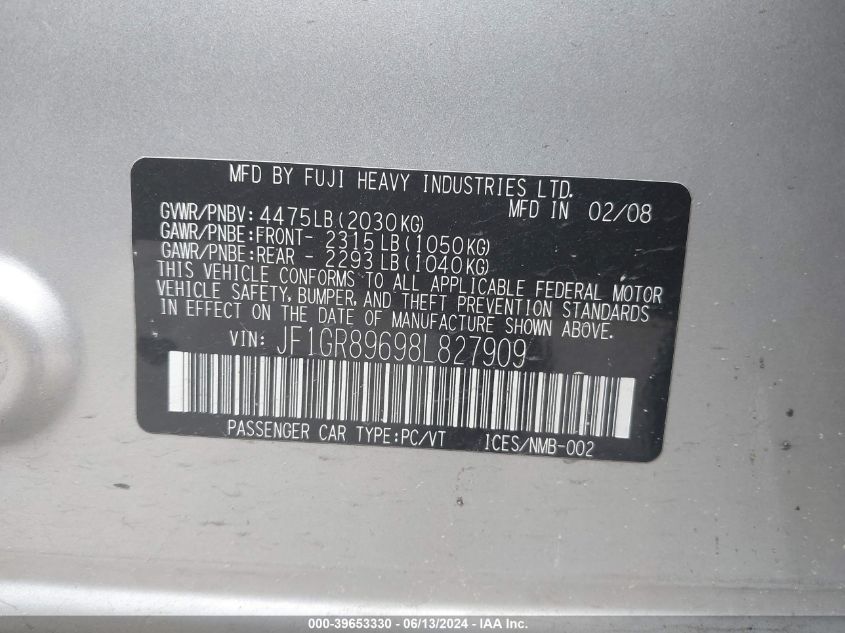 MFD BY FUJI HEAVY INDUSTRIES LTD.
MFD IN 02/08
GVWR/PNBV: 4475LB(2030KG)
GAWR/PNBE:FRONT- 2315LB(1050KG)
GAWR/PNBE:REAR - 2293LB(1040KG)
THIS VEHICLE CONFORMS TO ALL APPLICABLE FEDERAL MOTOR
VEHICLE SAFETY, BUMPER, AND THEFT PREVENTION STANDARDS
IN EFFECT ON THE DATE OF MANUFACTURE SHOWN ABOVE.
VIN: JF1GR89698L827909
PASSENGER CAR TYPE:PC/VT ICES/NMB-002
000-39653330 - 06/13/2024 - IAA Inc.